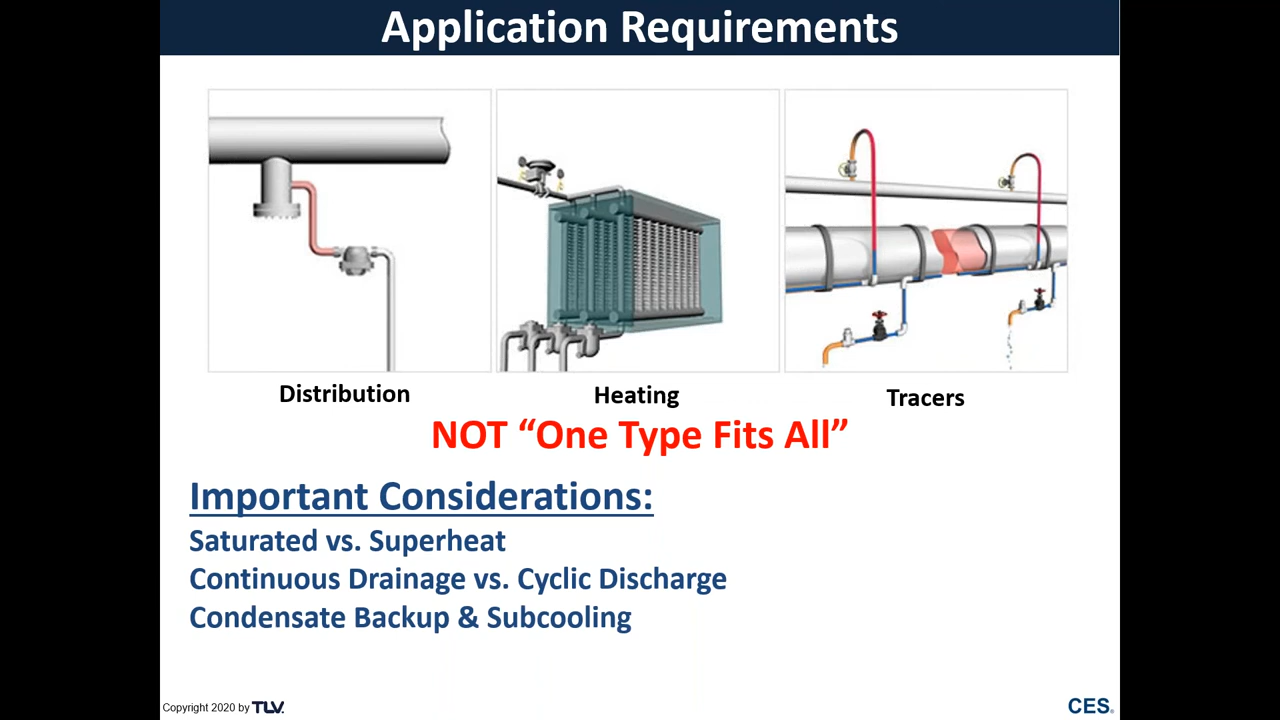 Application Requirements
Distribution
Heating
Tracers
NOT “One Type Fits All”
Important Considerations:
Saturated vs. Superheat
Continuous Drainage vs. Cyclic Discharge
Condensate Backup & Subcooling
Copyright 2020 by TLV.
CES®